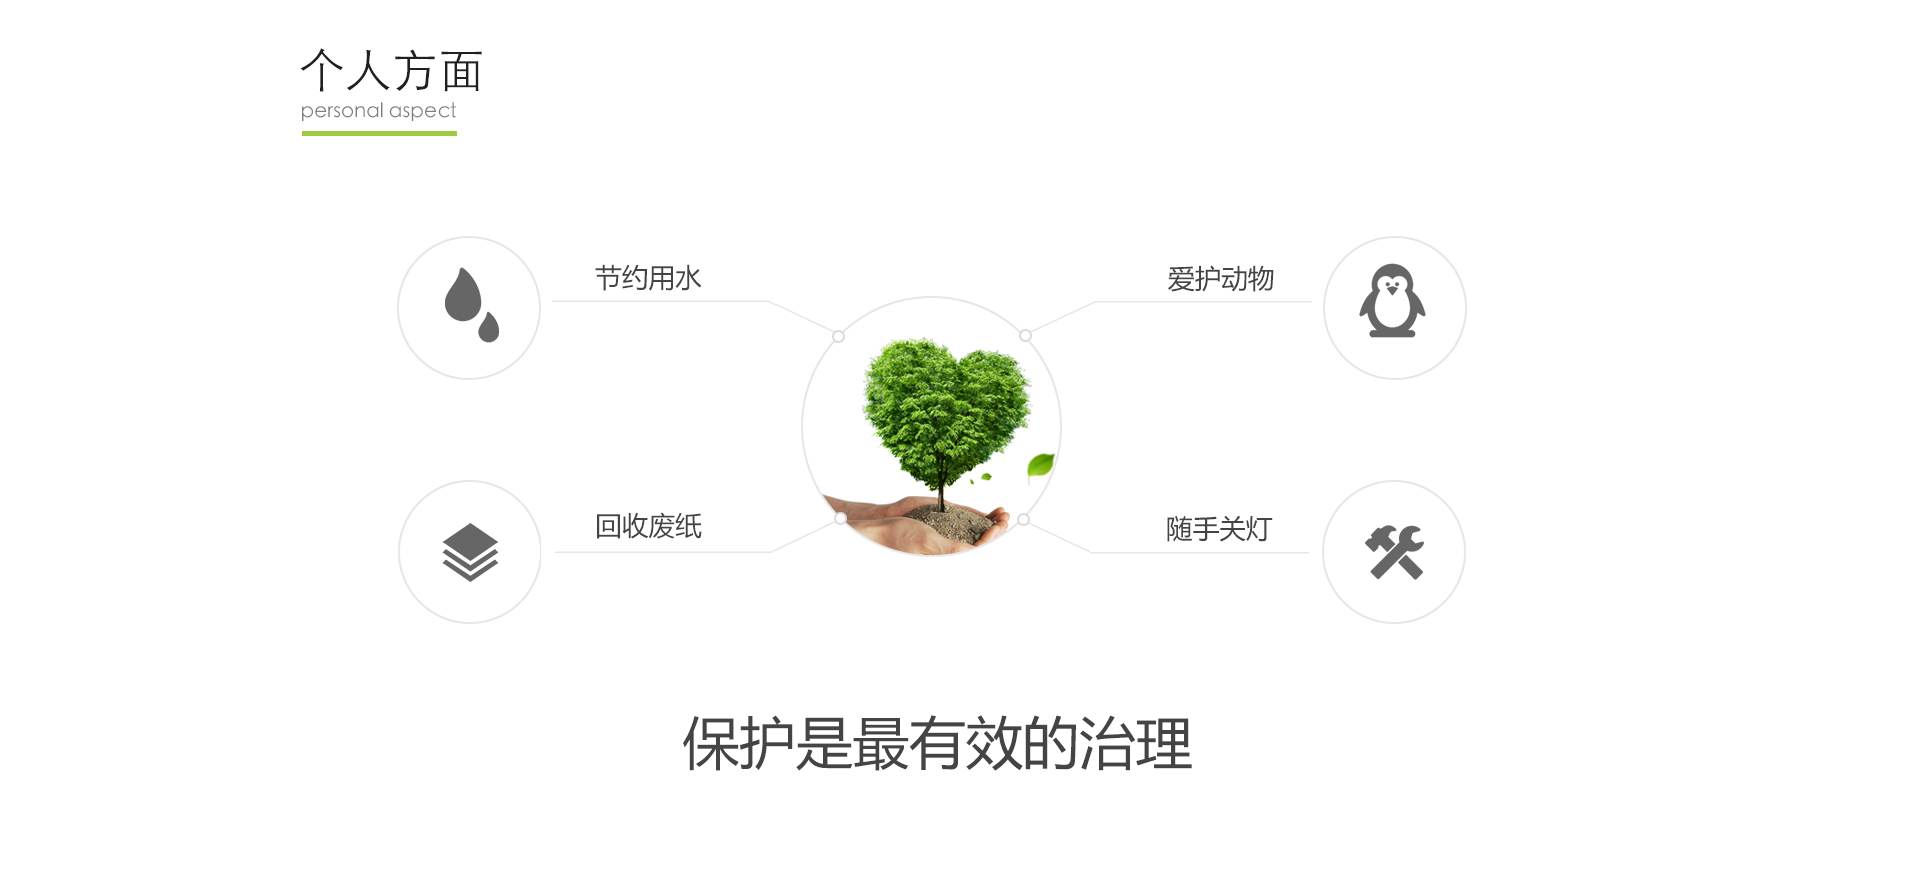 个人方面
personal aspect
节约用水
爱护动物
回收废纸
随手关灯
保护是最有效的治理